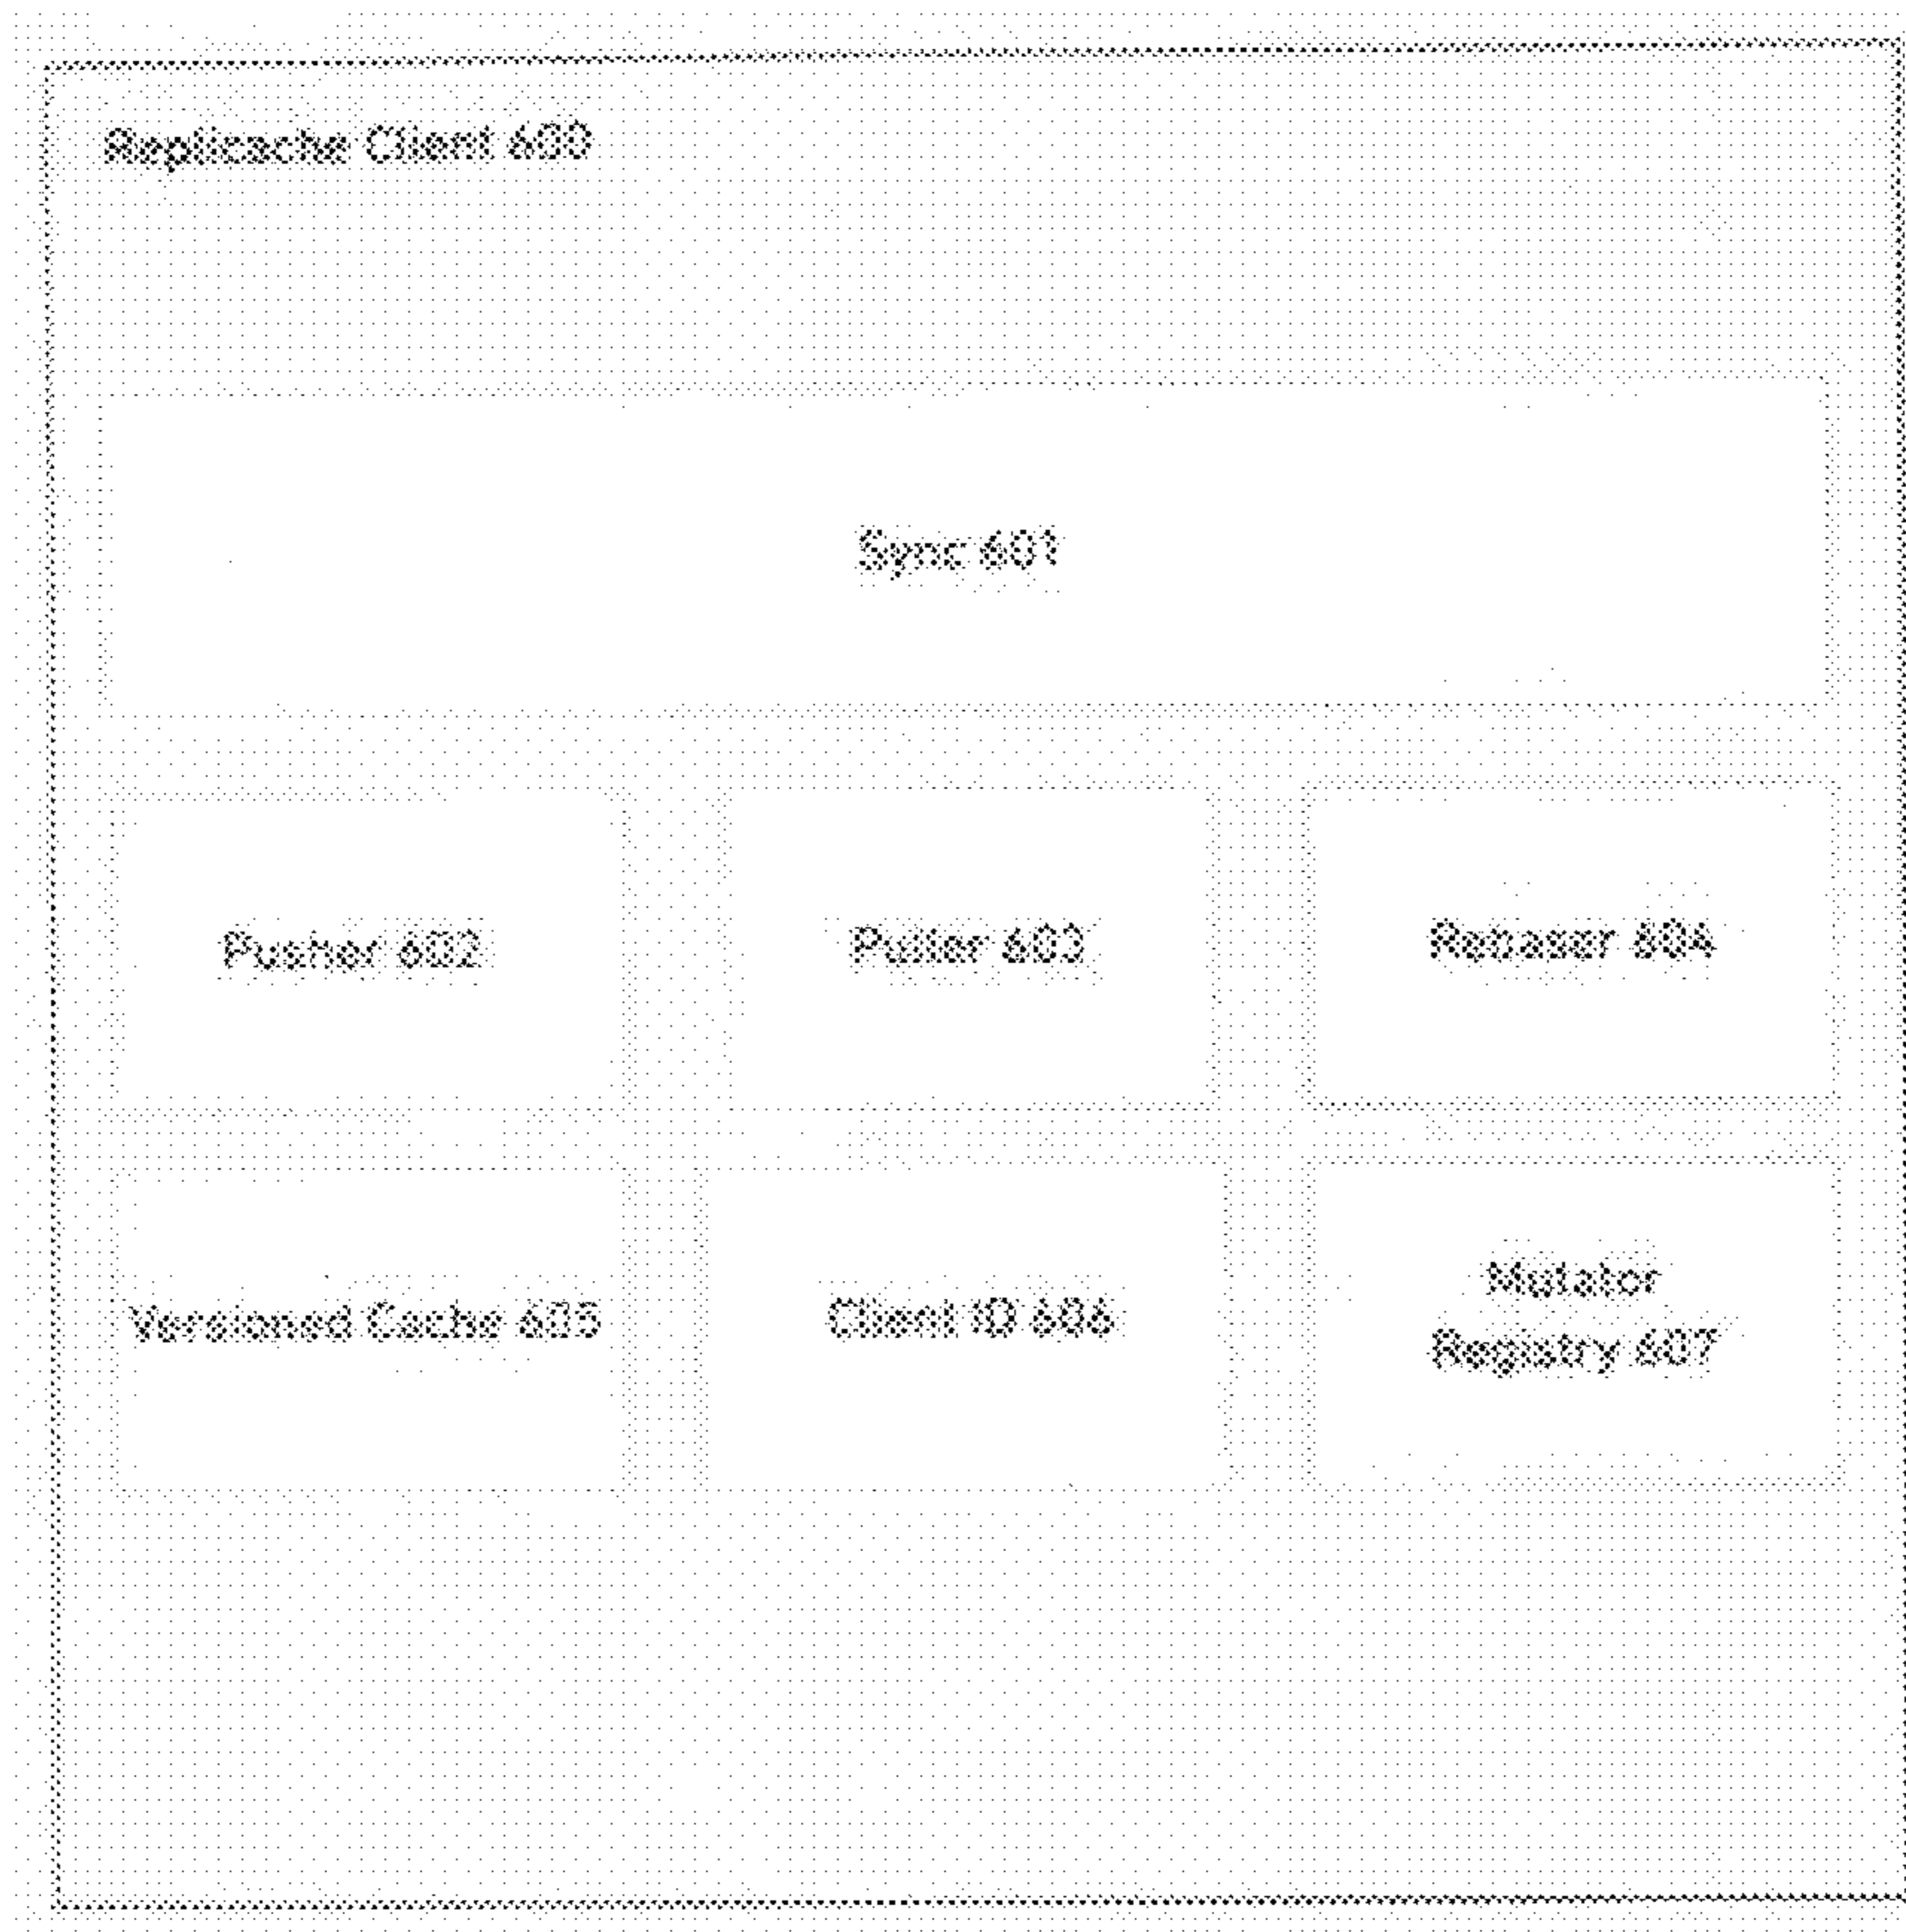 Replicache Client 600
Sync 601
Pusher 602
Puller 603
Rebaser 604
Versioned Cache 605
Client ID 606
Mutator
Registry 607